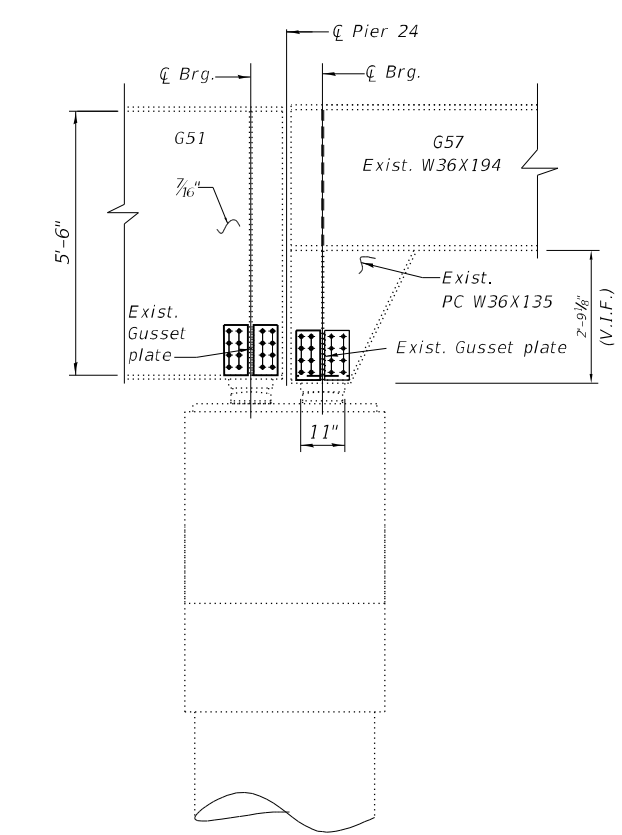 ℄ Pier 24
℄ Brg.
℄ Brg.
G51
G57
Exist. W36X194
7/16"
5'-6"
Exist.
PC W36X135
Exist.
Gusset
plate
Exist. Gusset plate
2'-9⅛"
(V.I.F.)
11"